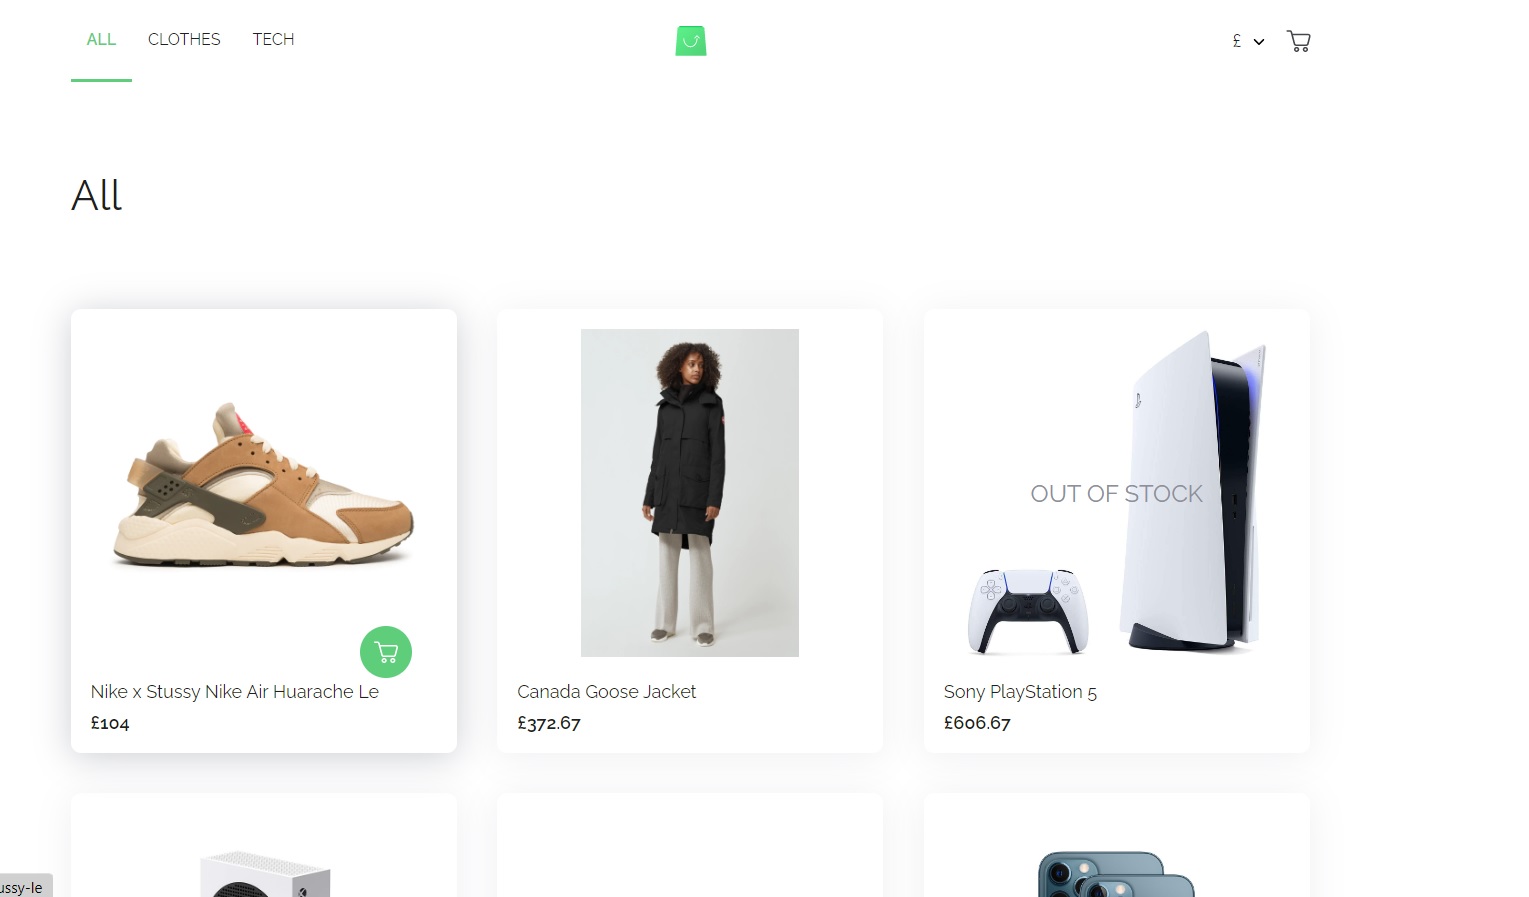 ALL CLOTHES TECH £
All
OUT OF STOCK
Nike x Stussy Nike Air Huarache Le
£104
Canada Goose Jacket
£372.67
Sony PlayStation 5
£606.67
ussy-le